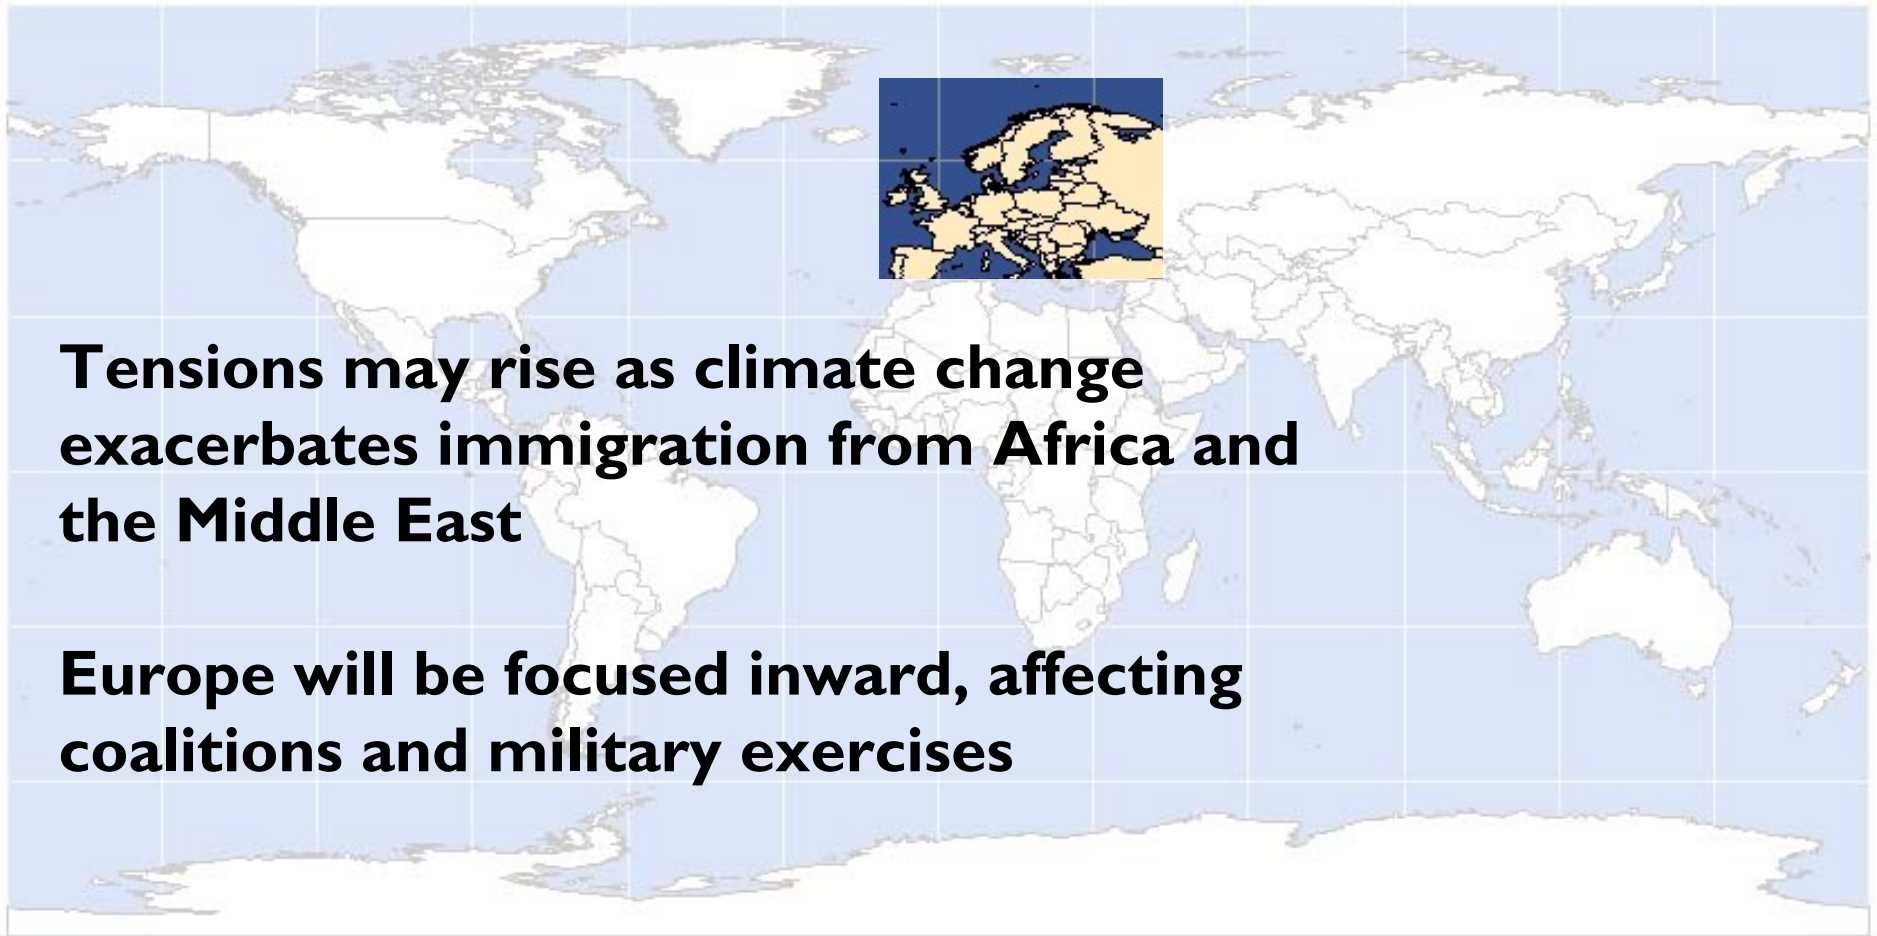 Tensions may rise as climate change
exacerbates immigration from Africa and
the Middle East
Europe will be focused inward, affecting
coalitions and military exercises